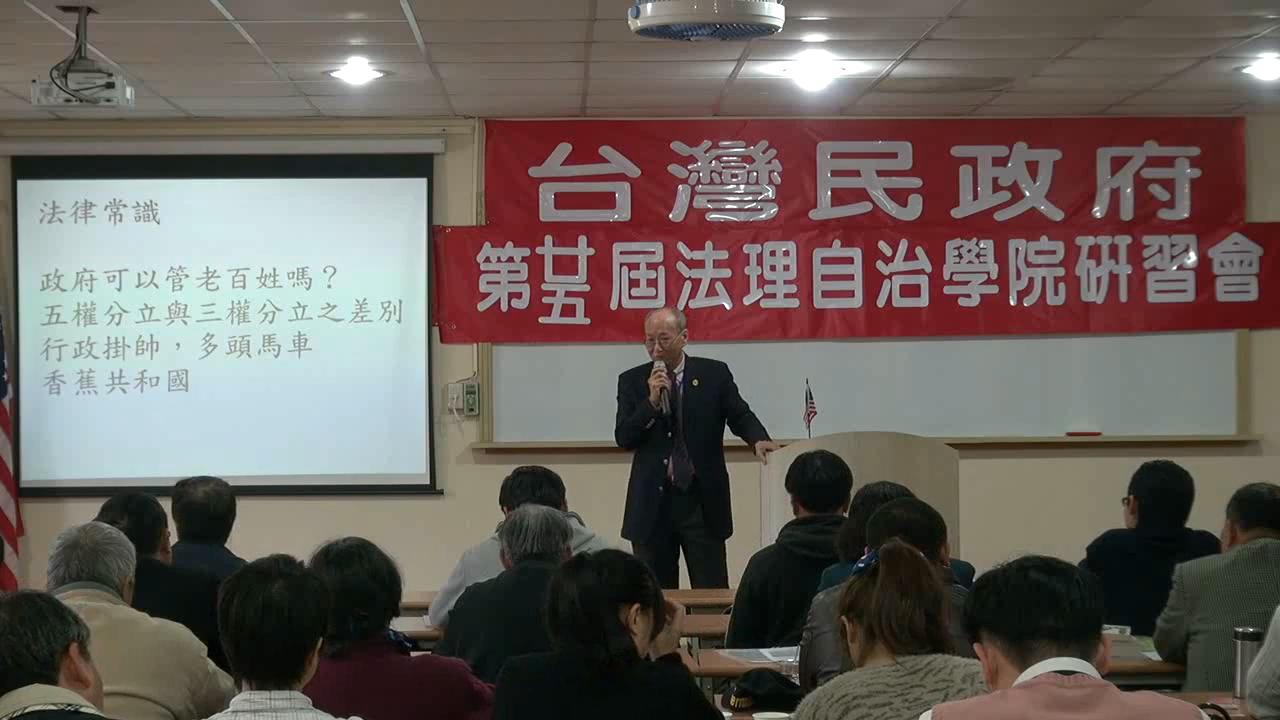 台灣民政府
第廿五屆法理自治學院研習會
法律常識
政府可以管老百姓嗎？
五權分立與三權分立之差別
行政掛帥，多頭馬車
香蕉共和國